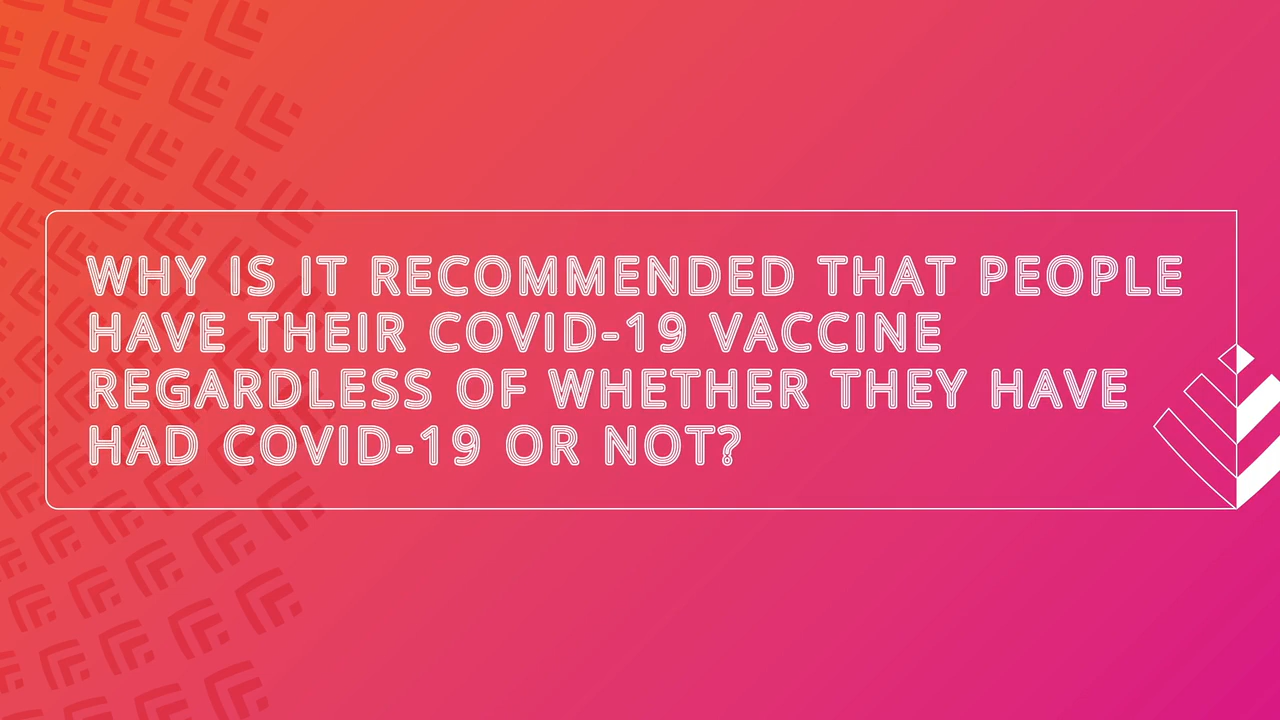 WHY IS IT RECOMMENDED THAT PEOPLE
HAVE THEIR COVID-19 VACCINE
REGARDLESS OF WHETHER THEY HAVE
HAD COVID-19 OR NOT?